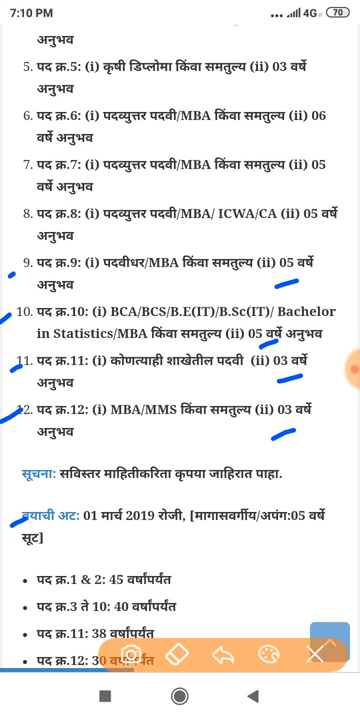 7:10 PM
4G
70
अनुभव
5. पद क्र.5: (i) कृषी डिप्लोमा किंवा समतुल्य (ii) 03 वर्षे
अनुभव
6. पद क्र.6: (i) पदव्युत्तर पदवी/MBA किंवा समतुल्य (ii) 06
वर्षे अनुभव
7. पद क्र.7: (i) पदव्युत्तर पदवी/MBA किंवा समतुल्य (ii) 05
वर्षे अनुभव
8. पद क्र.8: (i) पदव्युत्तर पदवी/MBA/ ICWA/CA (ii) 05 वर्षे
अनुभव
9. पद क्र.9: (i) पदवीधर/MBA किंवा समतुल्य (ii) 05 वर्षे
अनुभव
10. पद क्र.10: (i) BCA/BCS/B.E(IT)/B.Sc(IT)/ Bachelor
in Statistics/MBA किंवा समतुल्य (ii) 05 वर्षे अनुभव
11. पद क्र.11: (i) कोणत्याही शाखेतील पदवी (ii) 03 वर्षे
अनुभव
12. पद क्र.12: (i) MBA/MMS किंवा समतुल्य (ii) 03 वर्षे
अनुभव
सूचना: सविस्तर माहितीकरिता कृपया जाहिरात पाहा.
वयाची अट: 01 मार्च 2019 रोजी, [मागासवर्गीय/अपंग:05 वर्षे
सूट]
• पद क्र.1 & 2: 45 वर्षांपर्यंत
• पद क्र.3 ते 10: 40 वर्षांपर्यंत
• पद क्र.11: 38 वर्षांपर्यंत
• पद क्र.12: 30 वर्षांपर्यंत